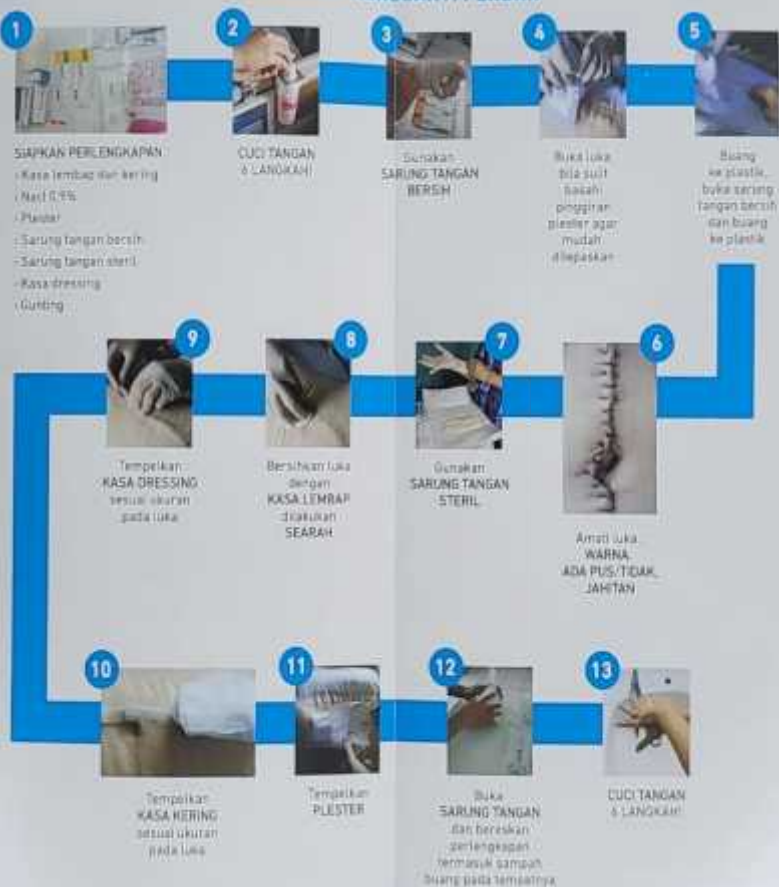 1
SIAPKAN PERLENGKAPAN
- Kasa lembap dan kering
- Nacl 0.9%
- Plester
- Sarung tangan bersih
- Sarung tangan steril
- Kasa dressing
- Gunting
2
CUCI TANGAN
6 LANGKAH!
3
Gunakan
SARUNG TANGAN
BERSIH
4
Buka luka
bila sulit
basahi
pinggiran
plester agar
mudah
dilepaskan
5
Buang
ke plastik,
buka sarung
tangan bersih
dan buang
ke plastik
6
Amati luka
WARNA,
ADA PUS/TIDAK,
JAHITAN
7
Gunakan
SARUNG TANGAN
STERIL
8
Bersihkan luka
dengan
KASA LEMBAP
dilakukan
SEARAH
9
Tempelkan
KASA DRESSING
sesuai ukuran
pada luka
10
Tempelkan
KASA KERING
sesuai ukuran
pada luka
11
Tempelkan
PLESTER
12
Buka
SARUNG TANGAN
dan bereskan
perlengkapan
termasuk sampah
buang pada tempatnya
13
CUCI TANGAN
6 LANGKAH!